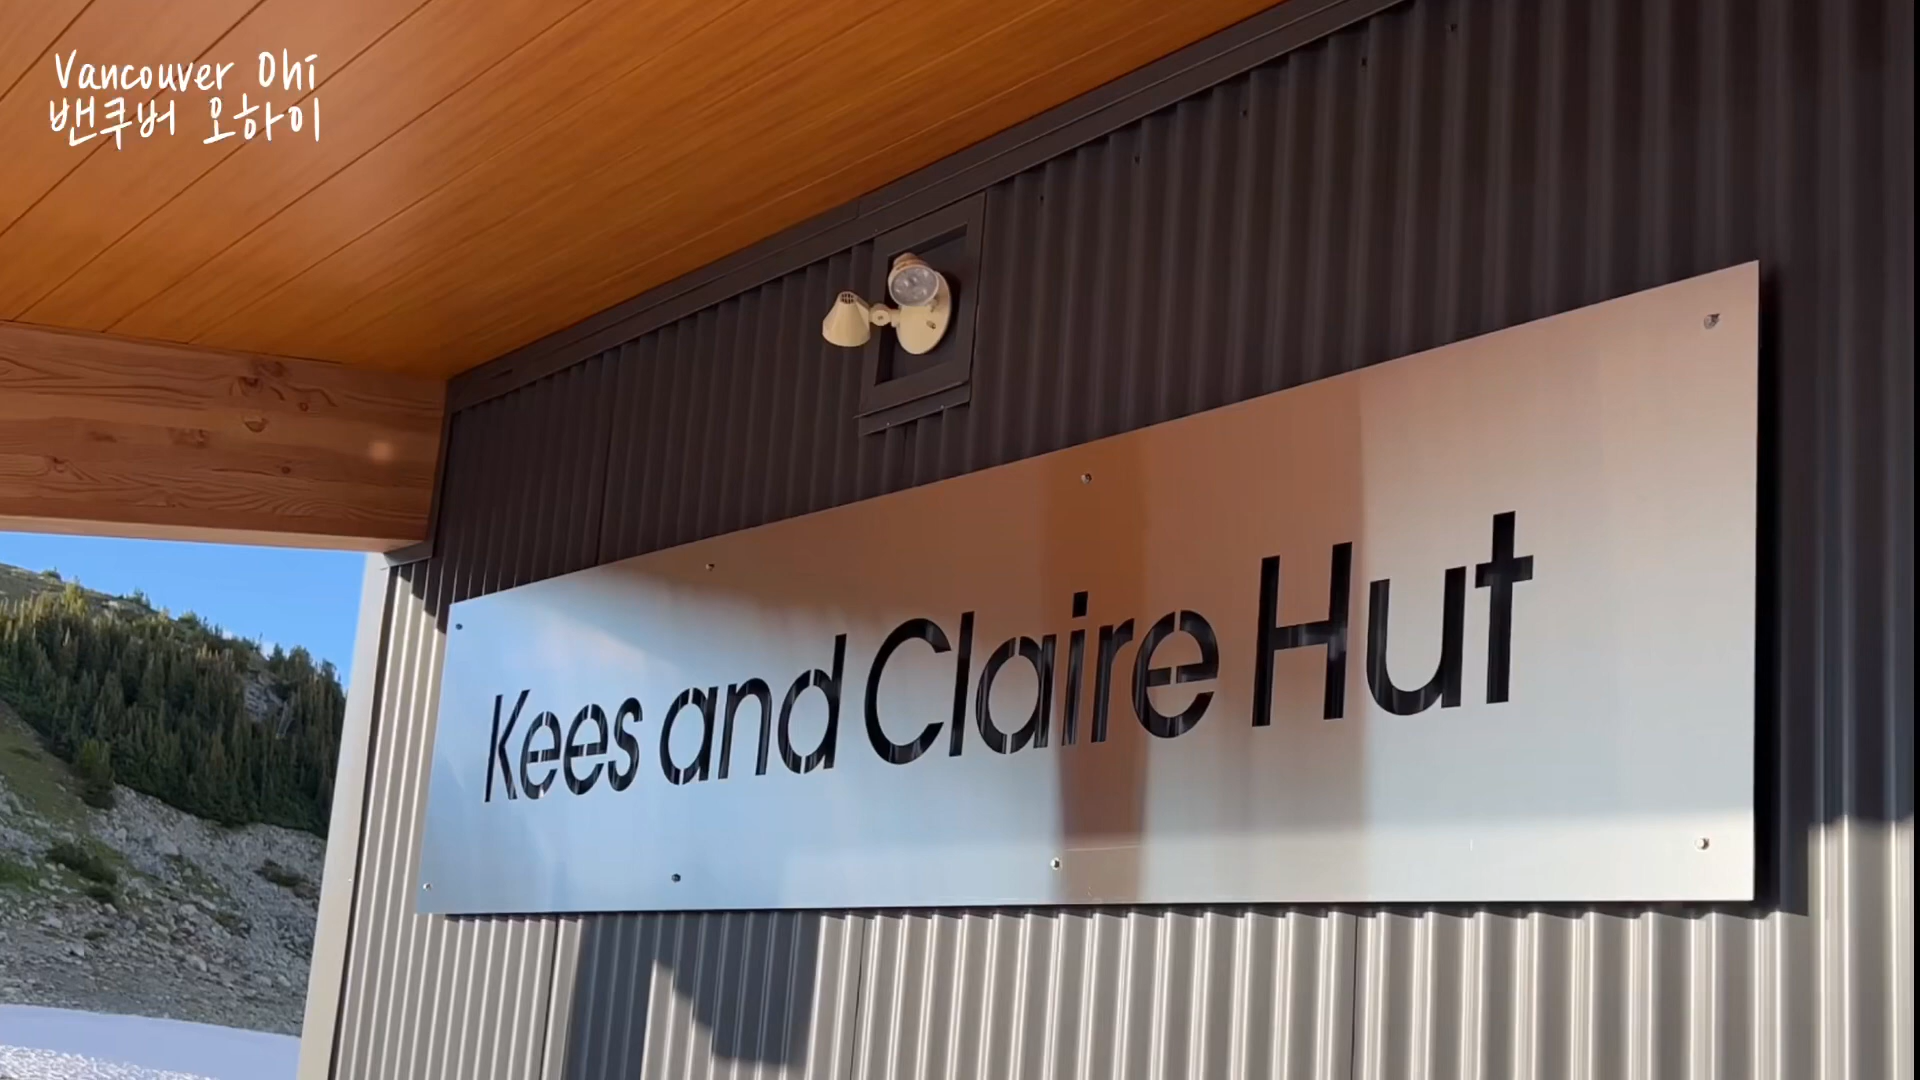 Vancouver Ohi
밴쿠버 오하이
Kees and Claire Hut